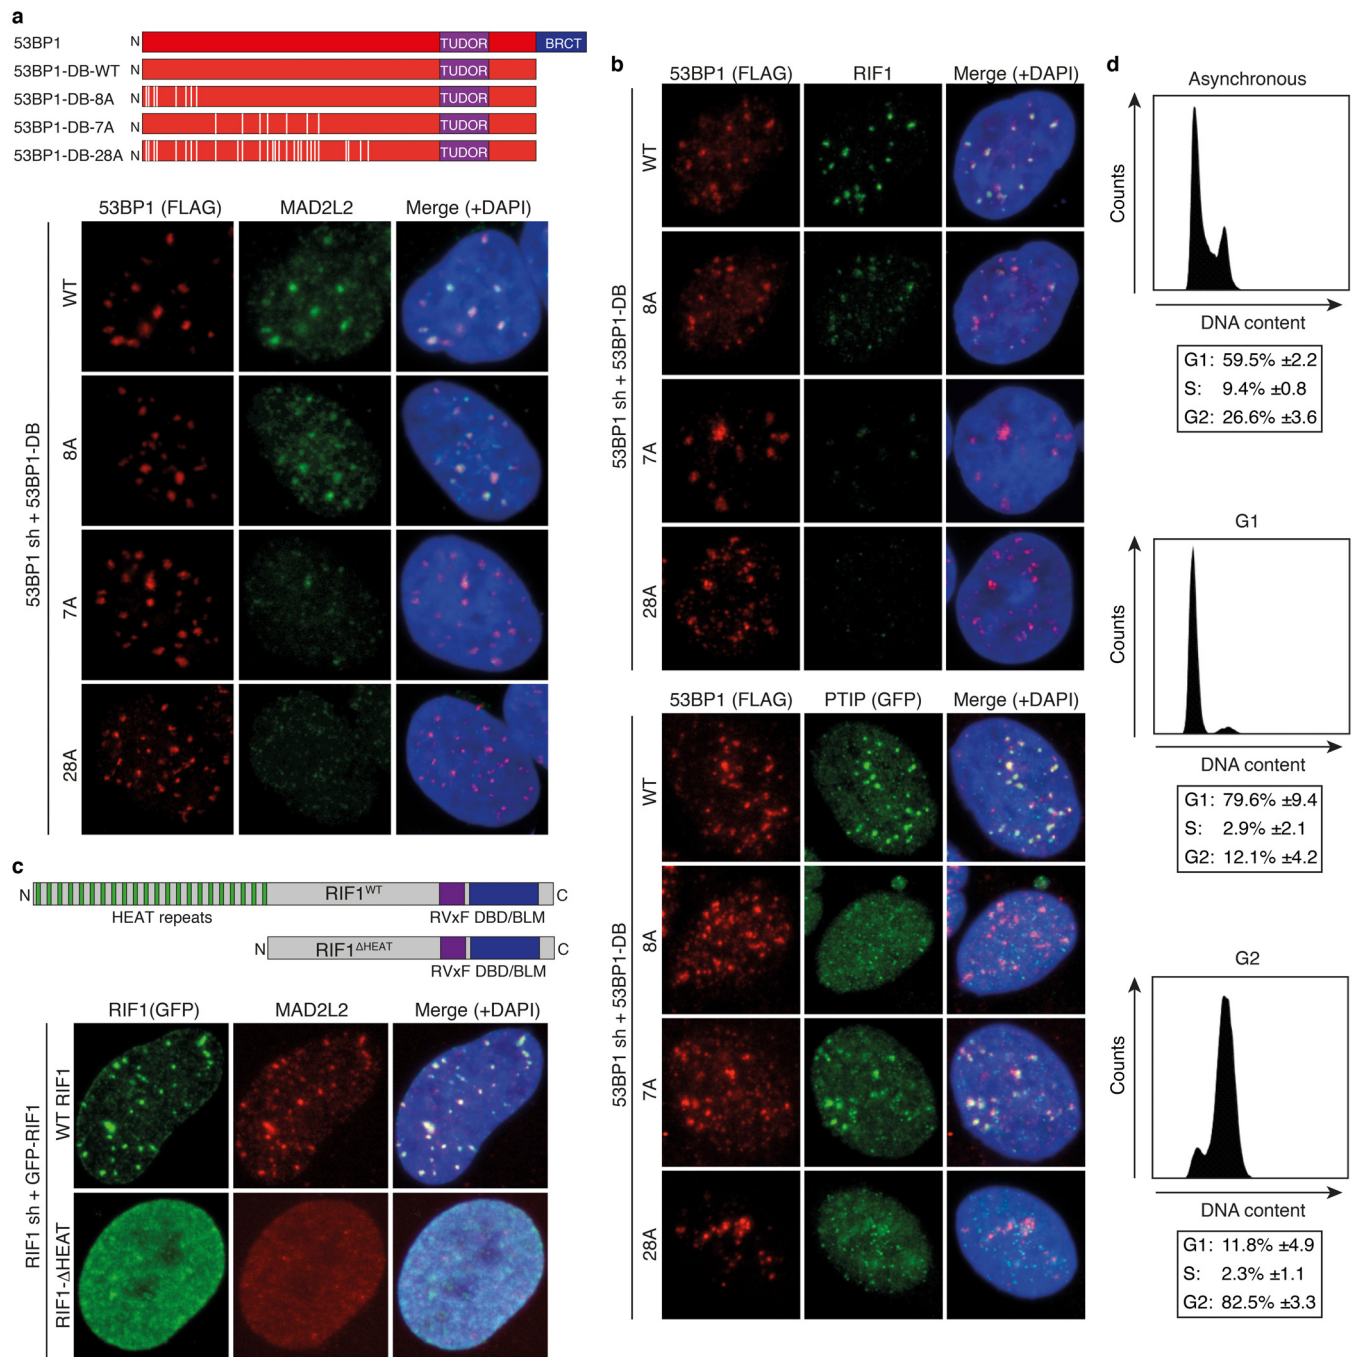 a
53BP1 N TUDOR BRCT
53BP1-DB-WT N TUDOR
53BP1-DB-8A N TUDOR
53BP1-DB-7A N TUDOR
53BP1-DB-28A N TUDOR
53BP1 (FLAG) MAD2L2 Merge (+DAPI)
53BP1 sh + 53BP1-DB
WT
8A
7A
28A
b
53BP1 (FLAG) RIF1 Merge (+DAPI)
53BP1 sh + 53BP1-DB
WT
8A
7A
28A
53BP1 (FLAG) PTIP (GFP) Merge (+DAPI)
53BP1 sh + 53BP1-DB
WT
8A
7A
28A
c
N RIF1WT C
HEAT repeats RVxF DBD/BLM
N RIF1ΔHEAT C
RVxF DBD/BLM
RIF1(GFP) MAD2L2 Merge (+DAPI)
RIF1 sh + GFP-RIF1
WT RIF1
RIF1-ΔHEAT
d
Asynchronous
Counts
DNA content
G1: 59.5% ±2.2
S: 9.4% ±0.8
G2: 26.6% ±3.6
G1
Counts
DNA content
G1: 79.6% ±9.4
S: 2.9% ±2.1
G2: 12.1% ±4.2
G2
Counts
DNA content
G1: 11.8% ±4.9
S: 2.3% ±1.1
G2: 82.5% ±3.3